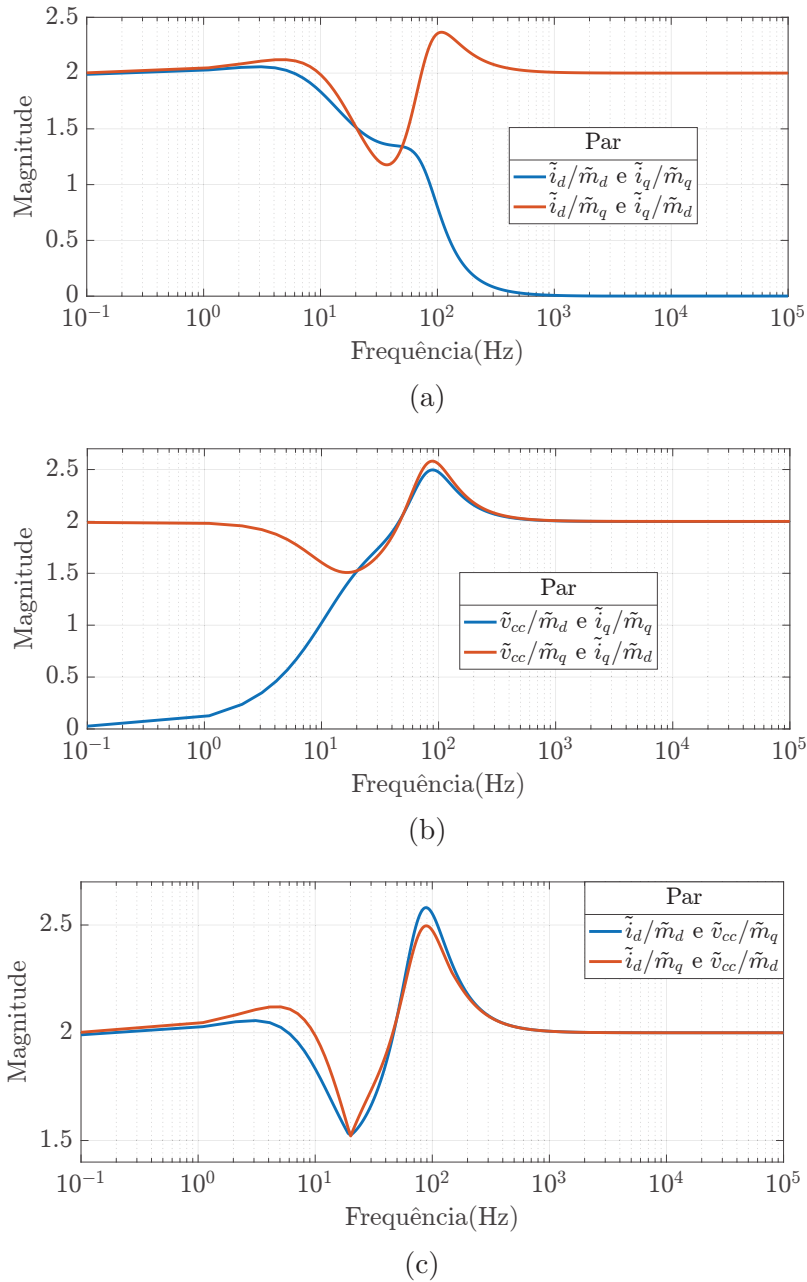 2.5
2
1.5
1
0.5
0
Magnitude
Par
ĩ_d/m̃_d e ĩ_q/m̃_q
ĩ_d/m̃_q e ĩ_q/m̃_d
10^-1 10^0 10^1 10^2 10^3 10^4 10^5
Frequência(Hz)
(a)
2.5
2
1.5
1
0.5
0
Magnitude
Par
ṽ_cc/m̃_d e ĩ_q/m̃_q
ṽ_cc/m̃_q e ĩ_q/m̃_d
10^-1 10^0 10^1 10^2 10^3 10^4 10^5
Frequência(Hz)
(b)
2.5
2
1.5
Magnitude
Par
ĩ_d/m̃_d e ṽ_cc/m̃_q
ĩ_d/m̃_q e ṽ_cc/m̃_d
10^-1 10^0 10^1 10^2 10^3 10^4 10^5
Frequência(Hz)
(c)